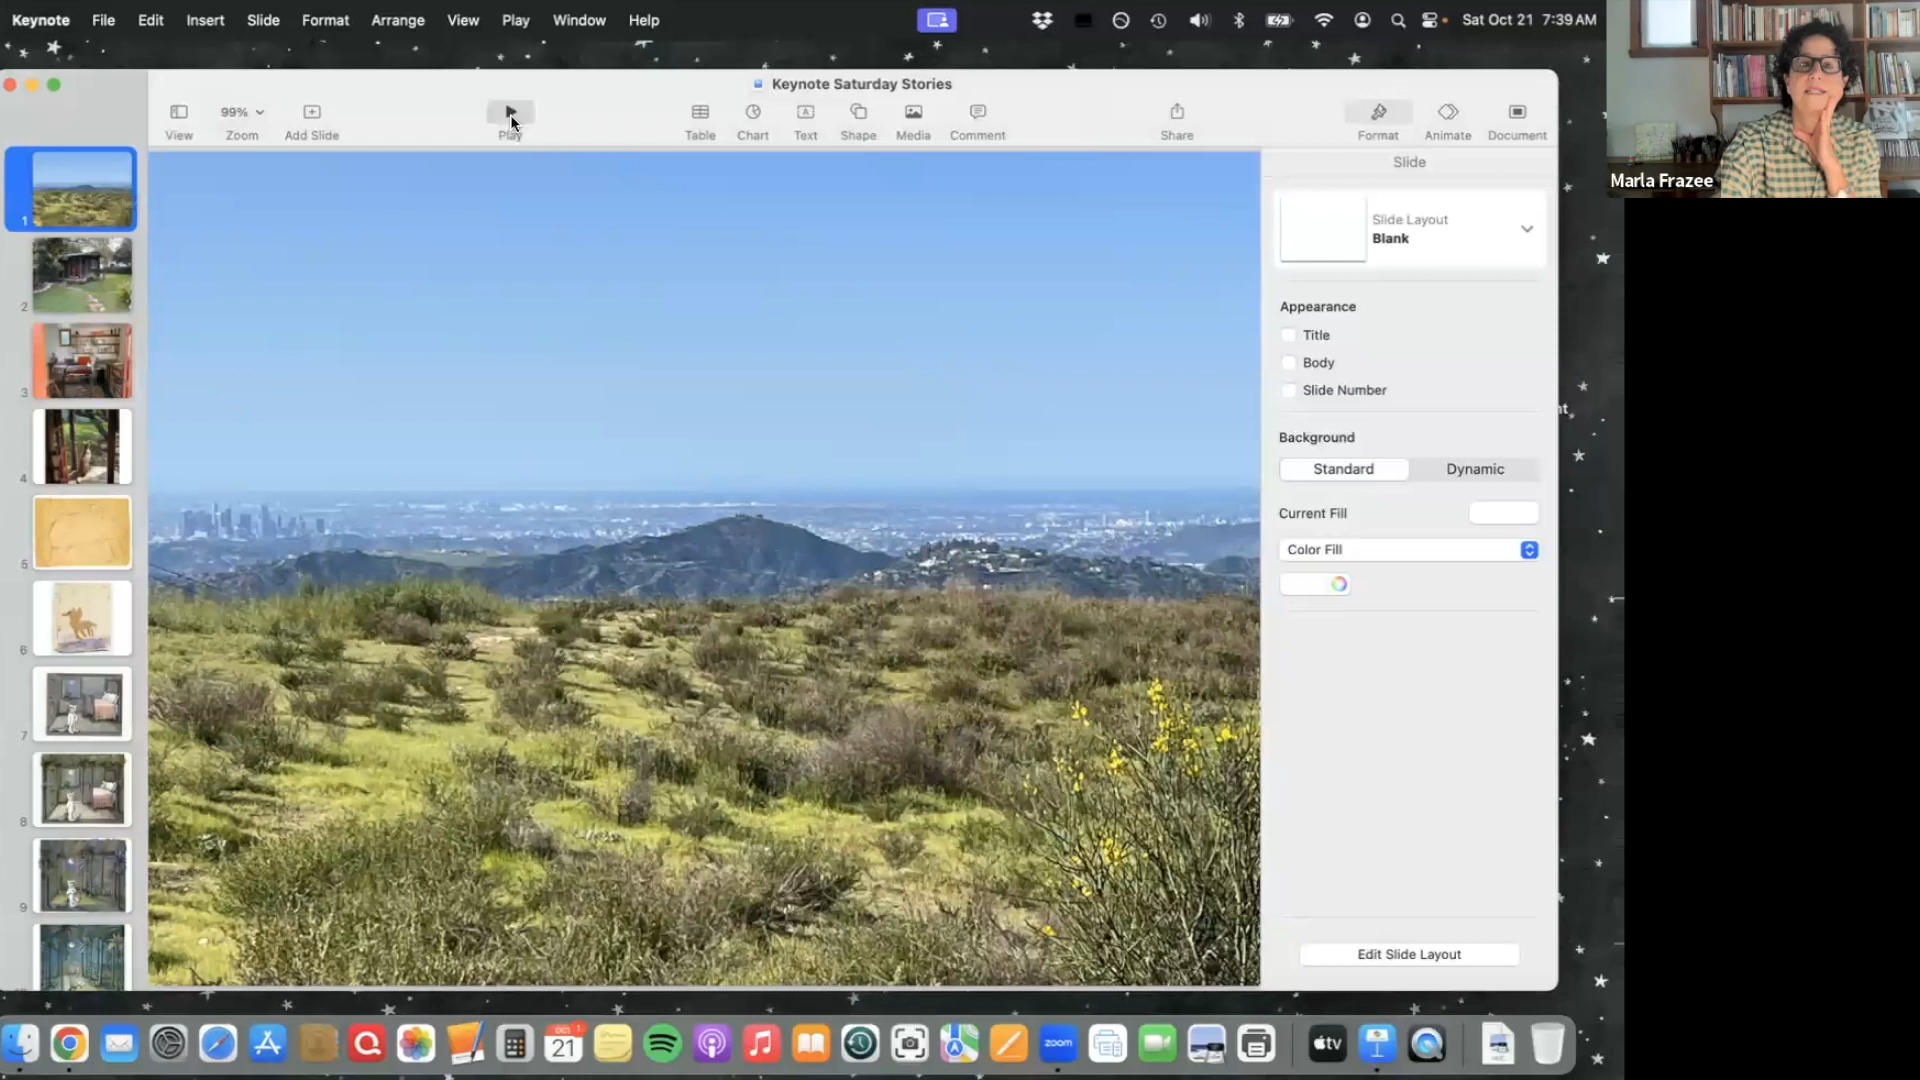 Keynote File Edit Insert Slide Format Arrange View Play Window Help Sat Oct 21 7:39 AM
Keynote Saturday Stories
99%
View Zoom Add Slide Play Table Chart Text Shape Media Comment Share Format Animate Document
Marla Frazee
Slide
Slide Layout
Blank
Appearance
Title
Body
Slide Number
Background
Standard Dynamic
Current Fill
Color Fill
Edit Slide Layout
1
2
3
4
5
6
7
8
9
OCT
21
zoom
tv